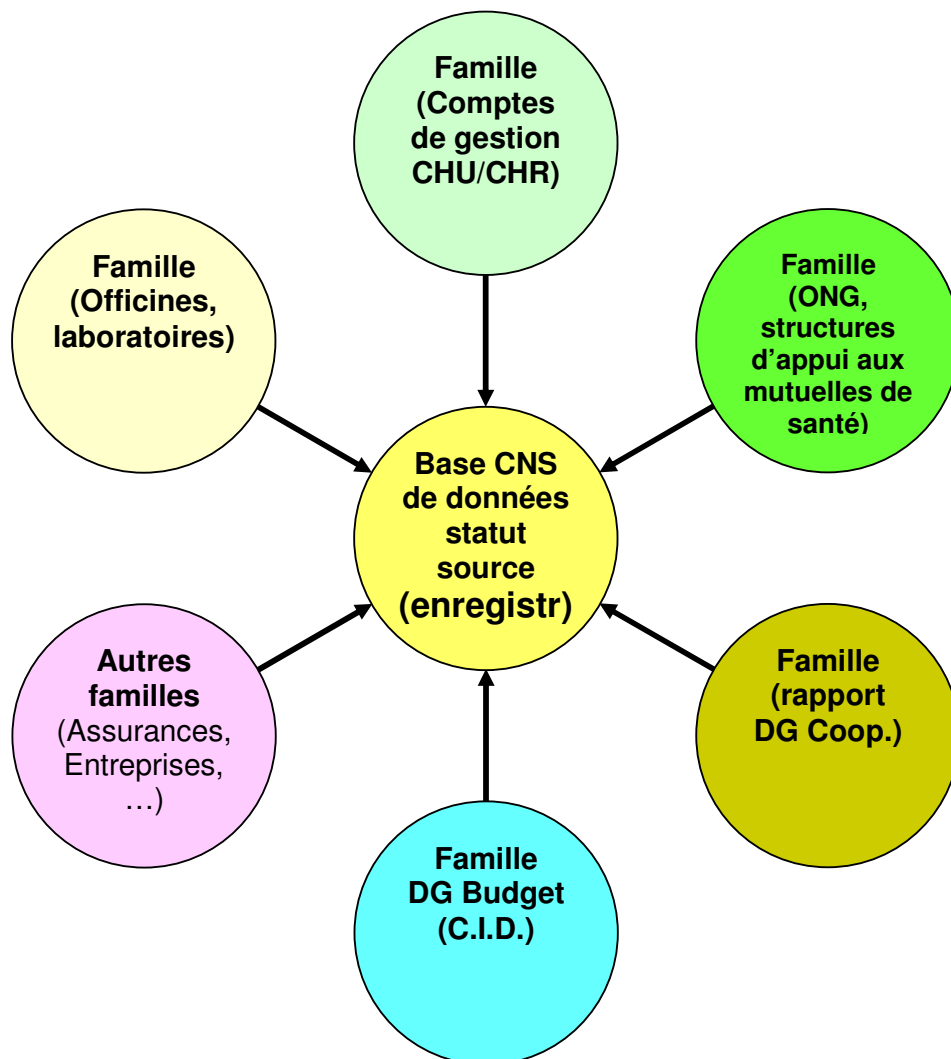 Famille
(Comptes
de gestion
CHU/CHR)
Famille
(Officines,
laboratoires)
Famille
(ONG,
structures
d’appui aux
mutuelles de
santé)
Base CNS
de données
statut
source
(enregistr)
Autres
familles
(Assurances,
Entreprises,
…)
Famille
(rapport
DG Coop.)
Famille
DG Budget
(C.I.D.)